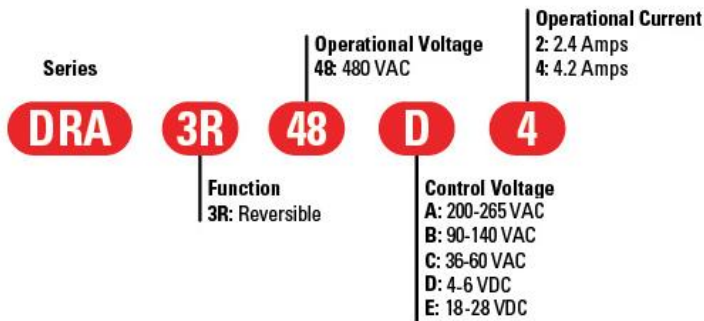 Series
DRA
3R
48
D
4
Operational Voltage
48: 480 VAC
Operational Current
2: 2.4 Amps
4: 4.2 Amps
Function
3R: Reversible
Control Voltage
A: 200-265 VAC
B: 90-140 VAC
C: 36-60 VAC
D: 4-6 VDC
E: 18-28 VDC